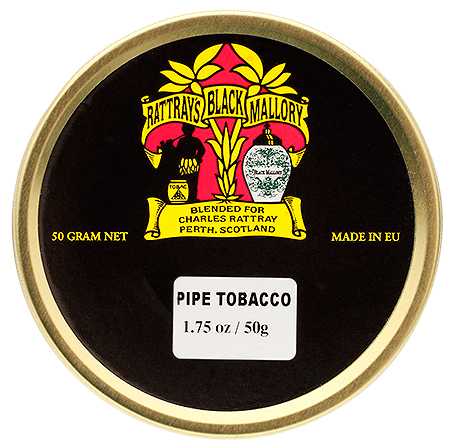 RATTRAYS BLACK MALLORY
TOBAC
BLACK MALLORY
BLENDED FOR
CHARLES RATTRAY
PERTH. SCOTLAND
50 GRAM NET
MADE IN EU
PIPE TOBACCO
1.75 oz / 50g